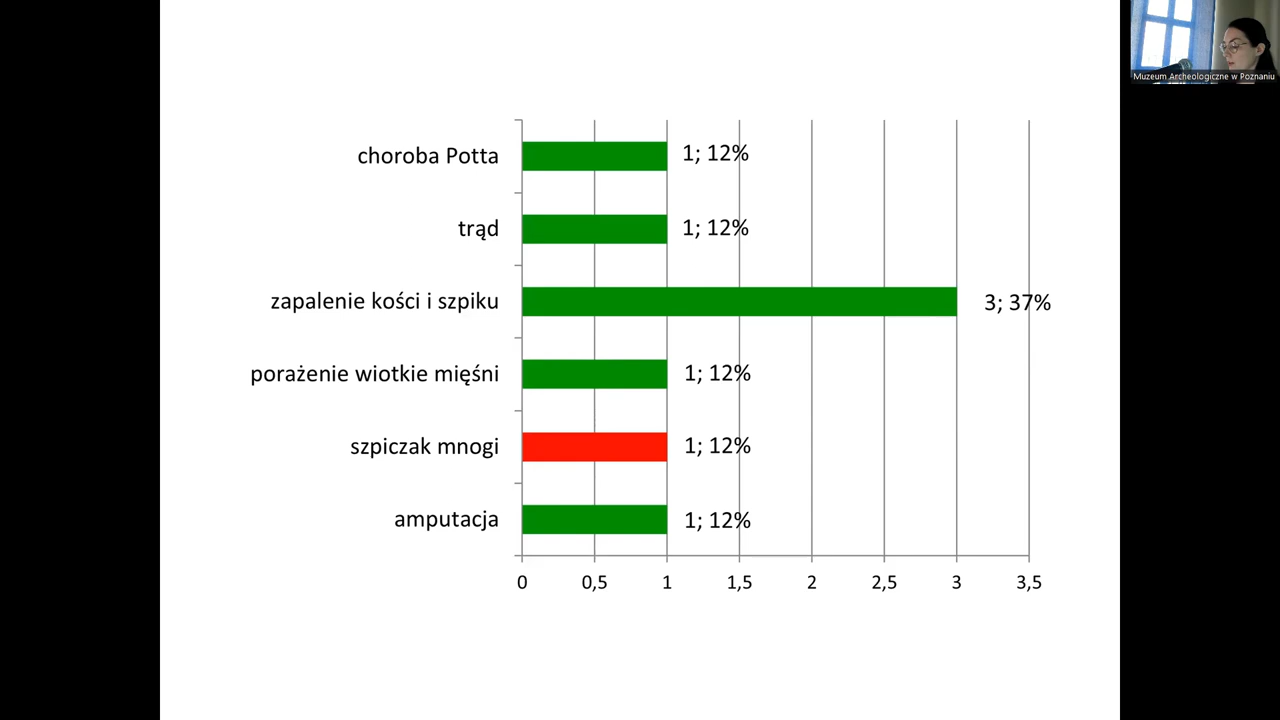 Muzeum Archeologiczne w Poznaniu
choroba Potta 1; 12%
trąd 1; 12%
zapalenie kości i szpiku 3; 37%
porażenie wiotkie mięśni 1; 12%
szpiczak mnogi 1; 12%
amputacja 1; 12%
0 0,5 1 1,5 2 2,5 3 3,5